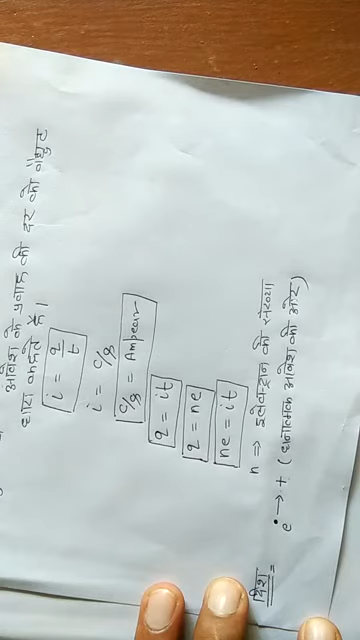 आवेश के प्रवाह की दर को विद्युत
धारा कहते हैं।
i = q/t
i = C/s
C/s = Ampear
q = it
q = ne
ne = it
n => इलेक्ट्रान की संख्या
दिशा =
e → + (धनात्मक आवेश की ओर)